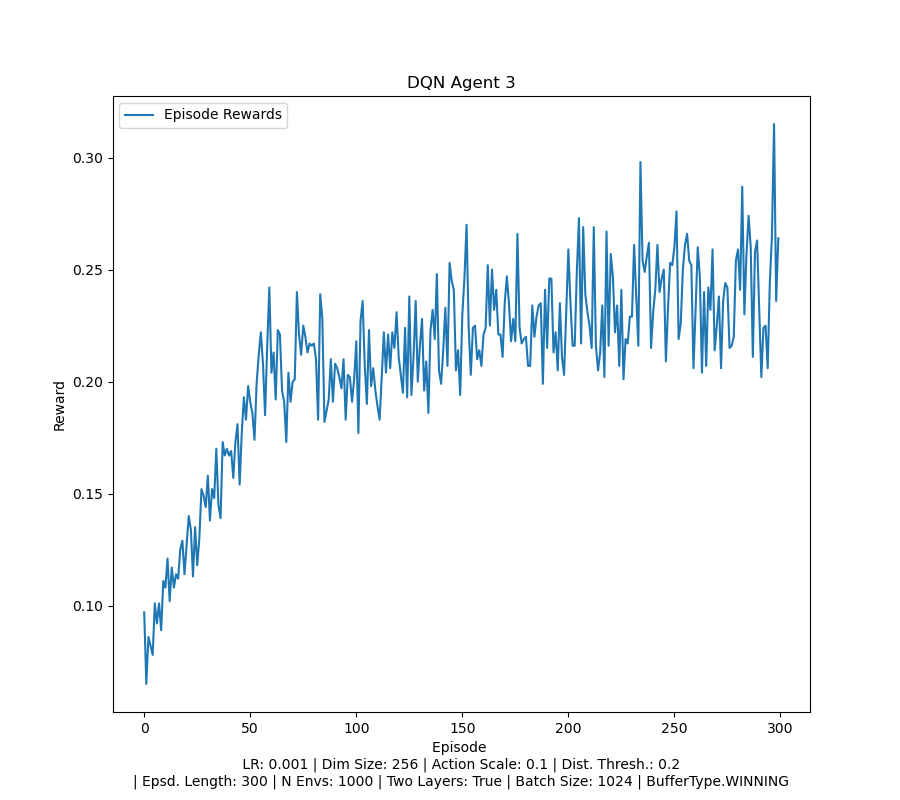 DQN Agent 3
Episode Rewards
0.30
0.25
0.20
0.15
0.10
Reward
0
50
100
150
200
250
300
Episode
LR: 0.001 | Dim Size: 256 | Action Scale: 0.1 | Dist. Thresh.: 0.2
| Epsd. Length: 300 | N Envs: 1000 | Two Layers: True | Batch Size: 1024 | BufferType.WINNING